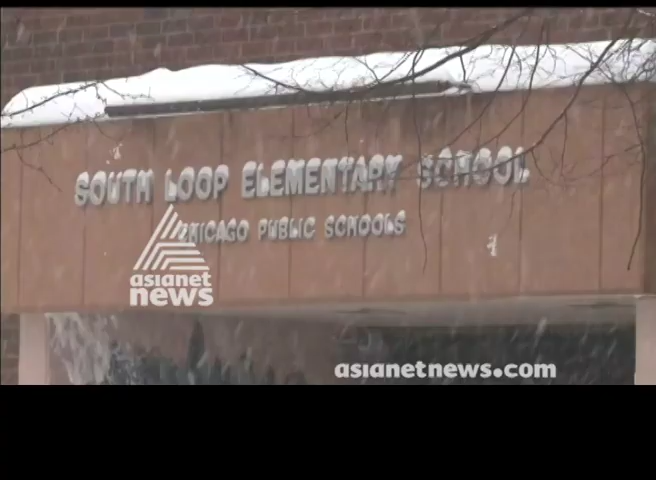 SOUTH LOOP ELEMENTARY SCHOOL
CHICAGO PUBLIC SCHOOLS
asianet
news
asianetnews.com